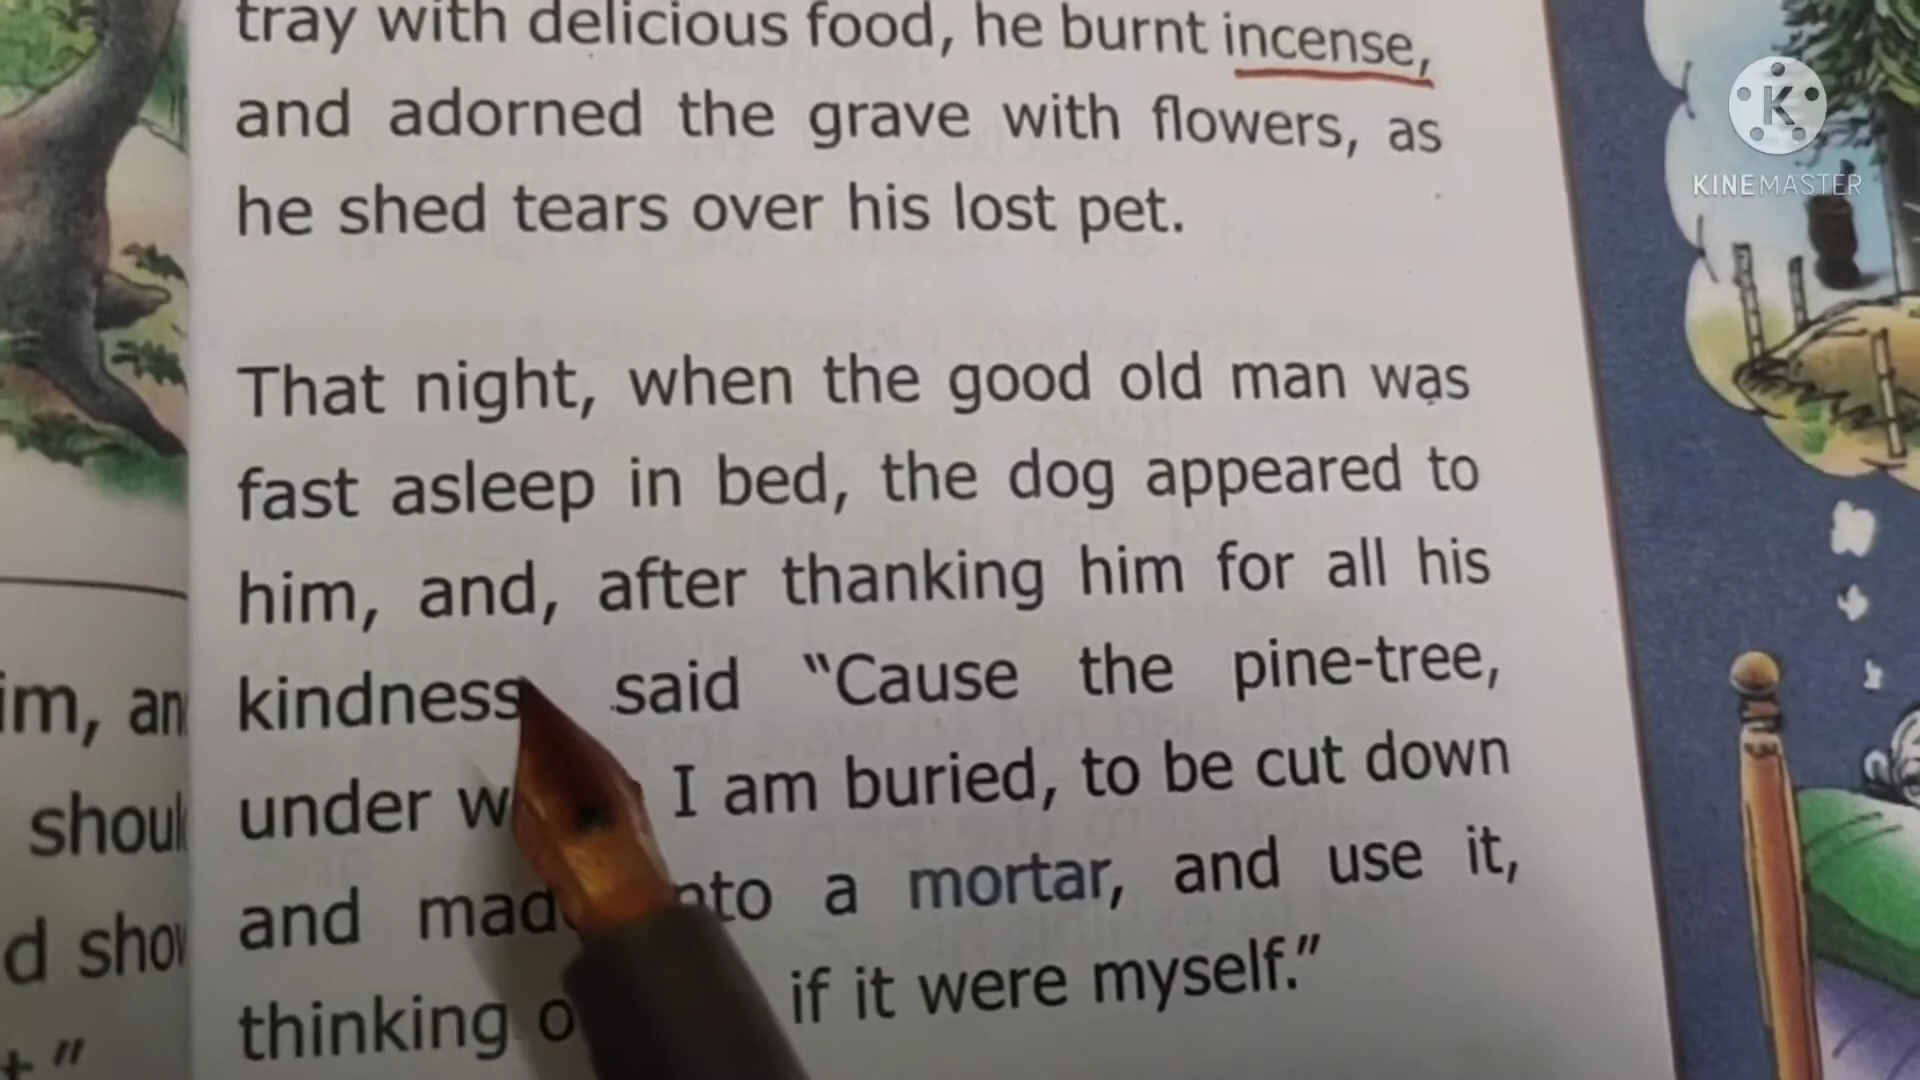 tray with delicious food, he burnt incense,
and adorned the grave with flowers, as
he shed tears over his lost pet.
That night, when the good old man was
fast asleep in bed, the dog appeared to
him, and, after thanking him for all his
kindness said "Cause the pine-tree,
under I am buried, to be cut down
and a mortar, and use it,
thinking if it were myself."
im, an
shoul
d shov
t."
KINEMASTER